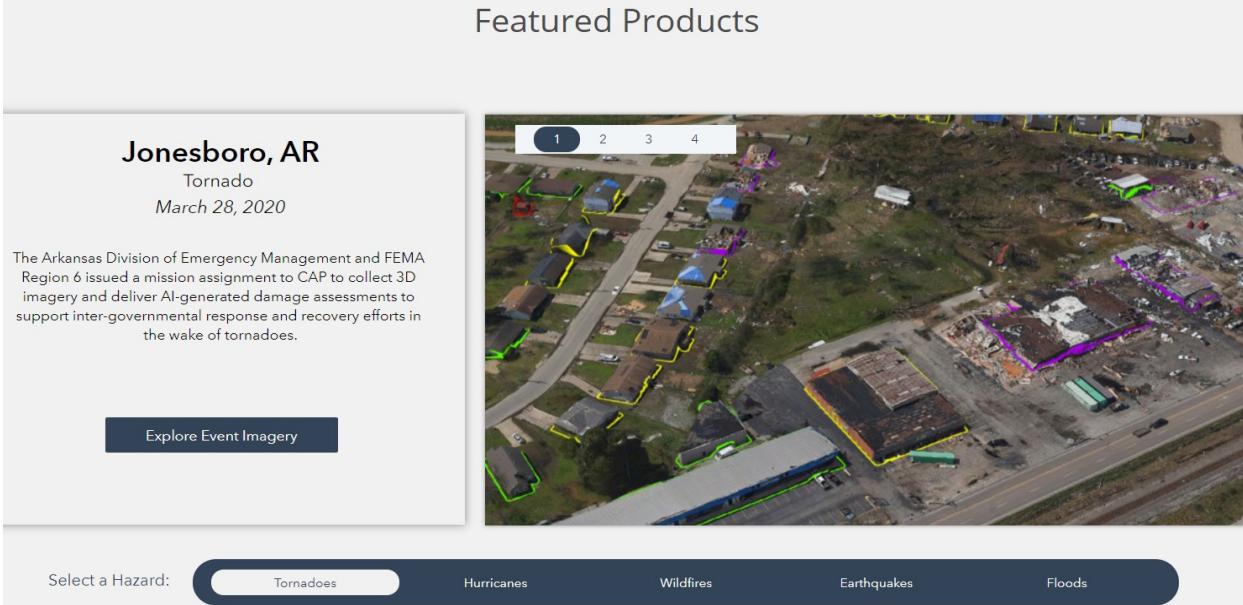 Featured Products
Jonesboro, AR
Tornado
March 28, 2020
The Arkansas Division of Emergency Management and FEMA
Region 6 issued a mission assignment to CAP to collect 3D
imagery and deliver AI-generated damage assessments to
support inter-governmental response and recovery efforts in
the wake of tornadoes.
Explore Event Imagery
1 2 3 4
Select a Hazard: Tornadoes Hurricanes Wildfires Earthquakes Floods